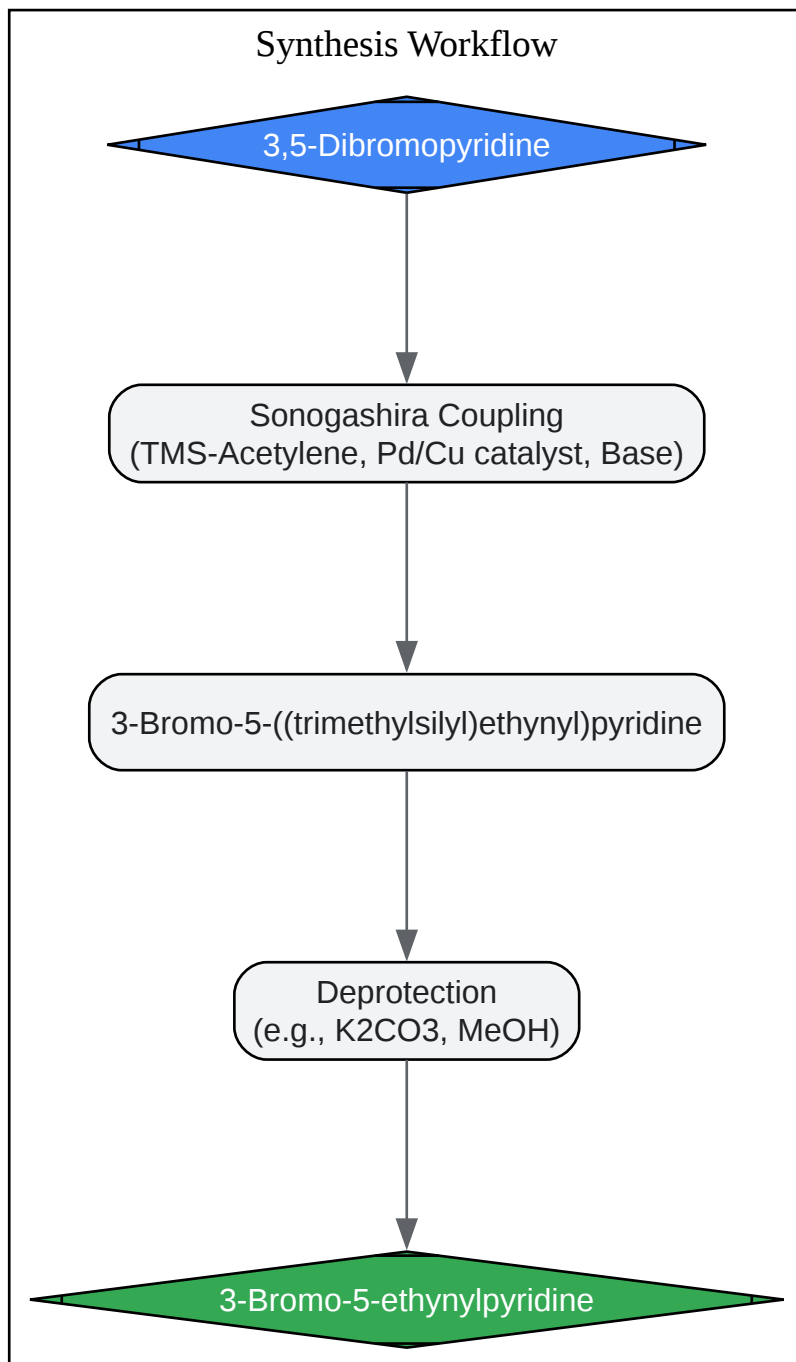 Synthesis Workflow
3,5-Dibromopyridine
Sonogashira Coupling
(TMS-Acetylene, Pd/Cu catalyst, Base)
3-Bromo-5-((trimethylsilyl)ethynyl)pyridine
Deprotection
(e.g., K2CO3, MeOH)
3-Bromo-5-ethynylpyridine